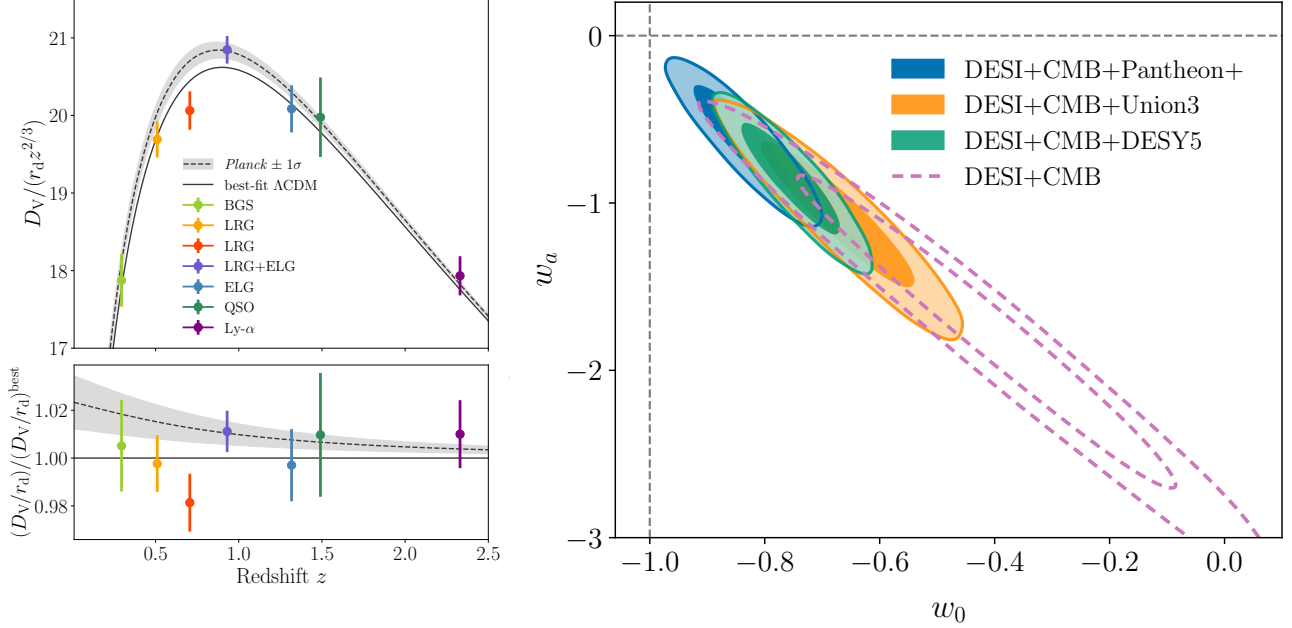 21
20
19
18
17
D_V/(r_d z^{2/3})
Planck ± 1σ
best-fit ΛCDM
BGS
LRG
LRG
LRG+ELG
ELG
QSO
Ly-α
1.02
1.00
0.98
(D_V/r_d)/(D_V/r_d)^{best}
0.5
1.0
1.5
2.0
2.5
Redshift z
0
−1
−2
−3
w_a
DESI+CMB+Pantheon+
DESI+CMB+Union3
DESI+CMB+DESY5
DESI+CMB
−1.0
−0.8
−0.6
−0.4
−0.2
0.0
w_0